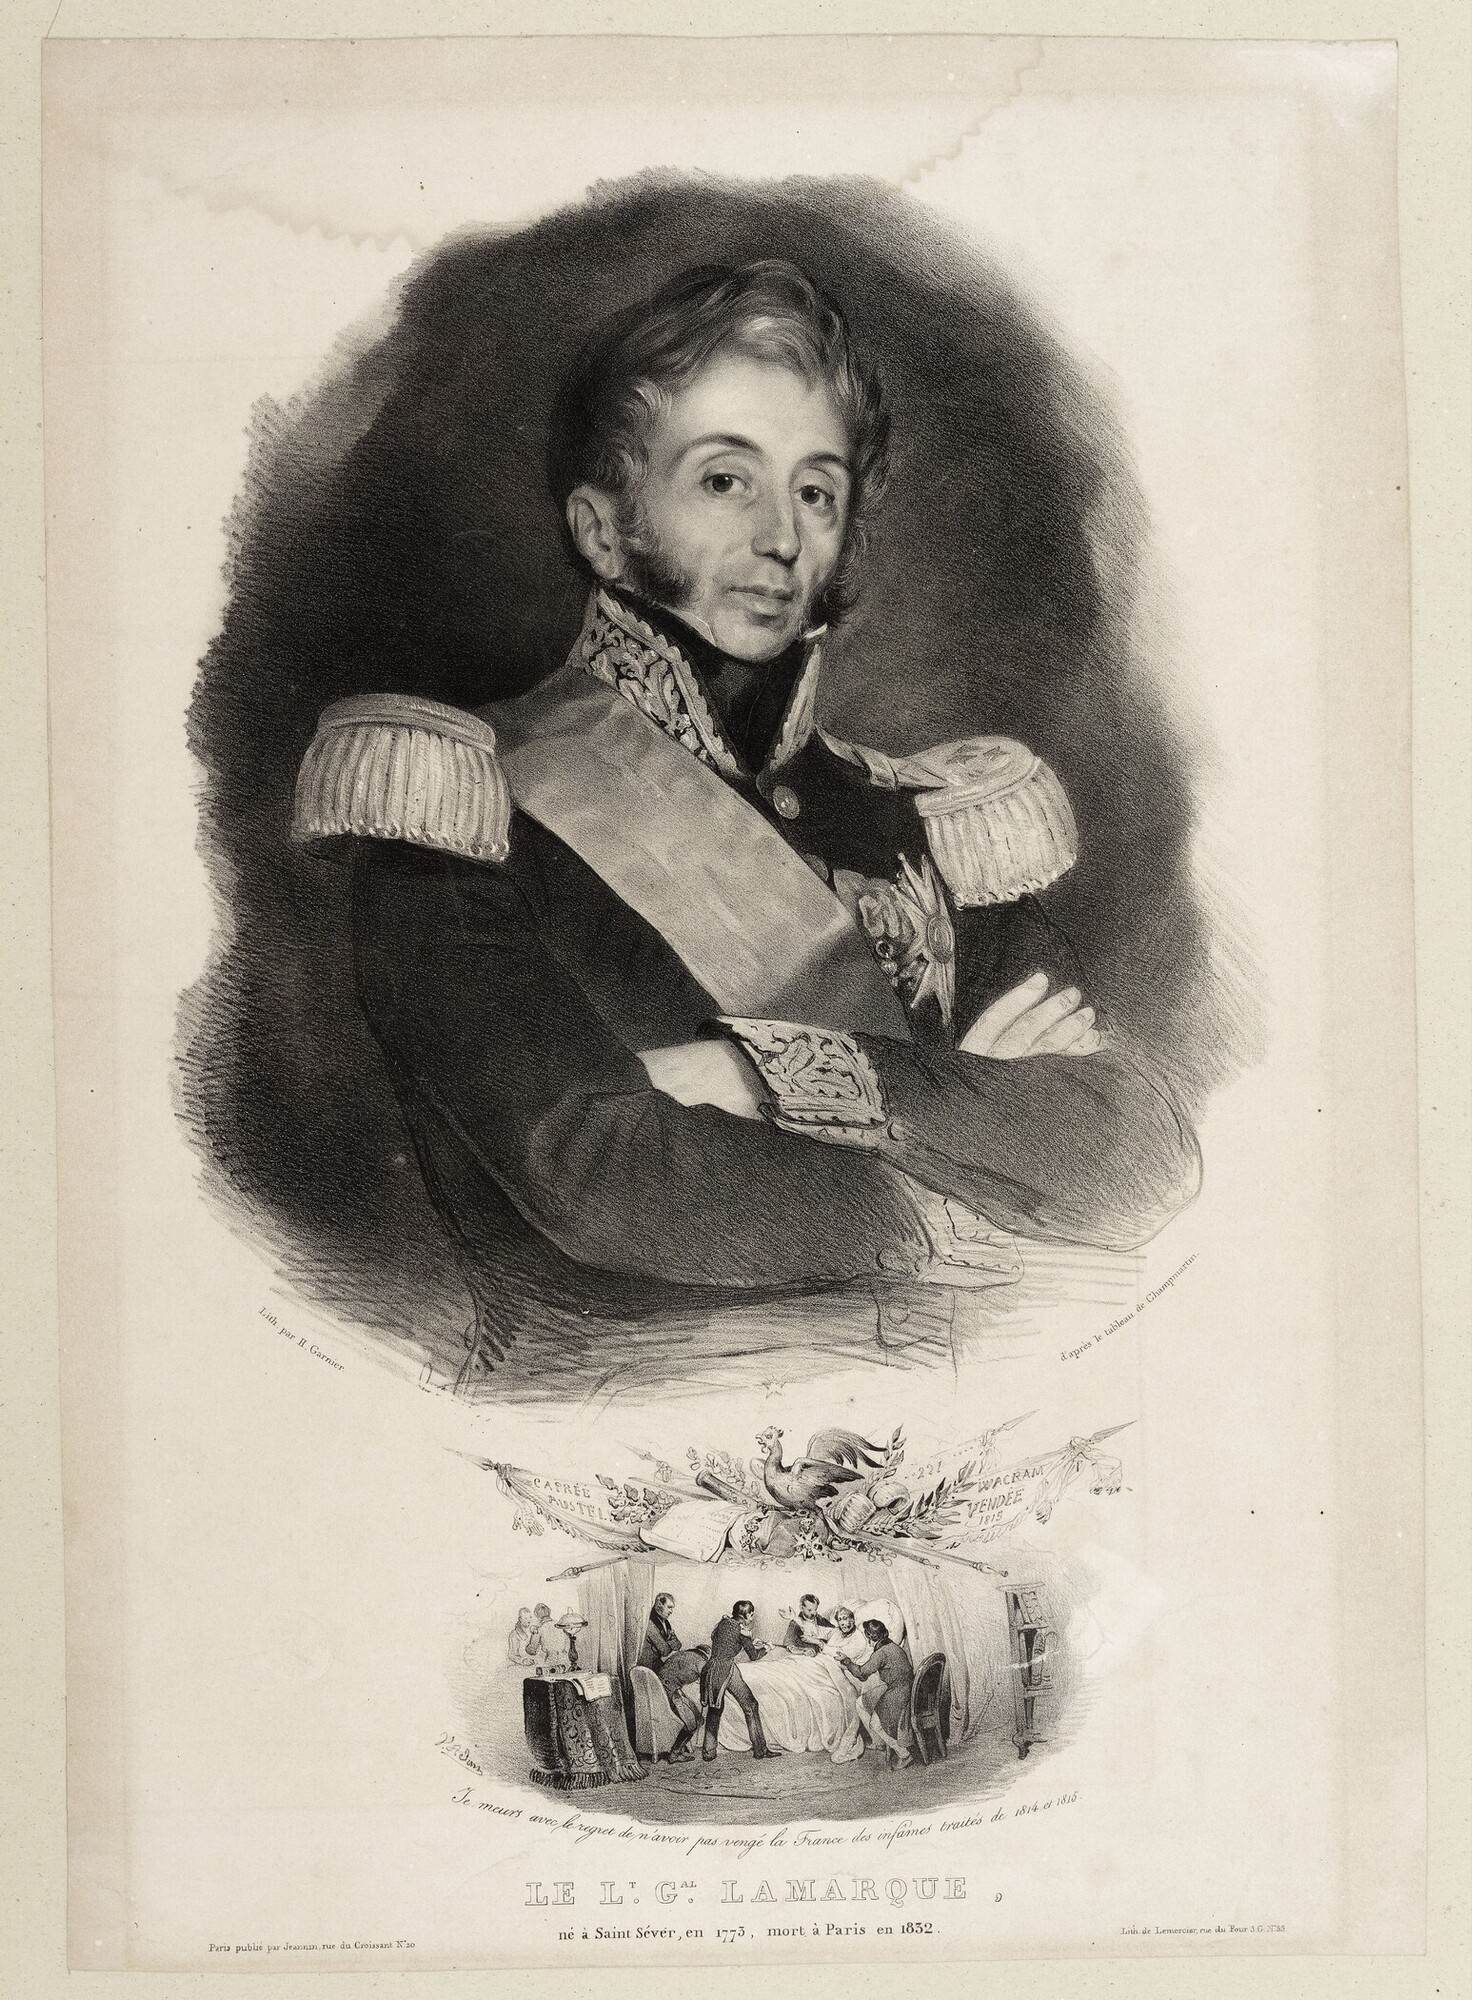 Lith. par H. Garnier
d'après le tableau de Champmartin.
CAPRÉE
AUSTEL
221
WAGRAM
VENDÉE
1815
V. Adam
Je meurs avec le regret de n'avoir pas vengé la France des infâmes traités de 1814 et 1815.
LE LT. GAL. LAMARQUE,
né à Saint Séver, en 1773, mort à Paris en 1832.
Paris publié par Jeannin, rue du Croissant N° 20
Lith. de Lemercier, rue du Four S.G. N° 55